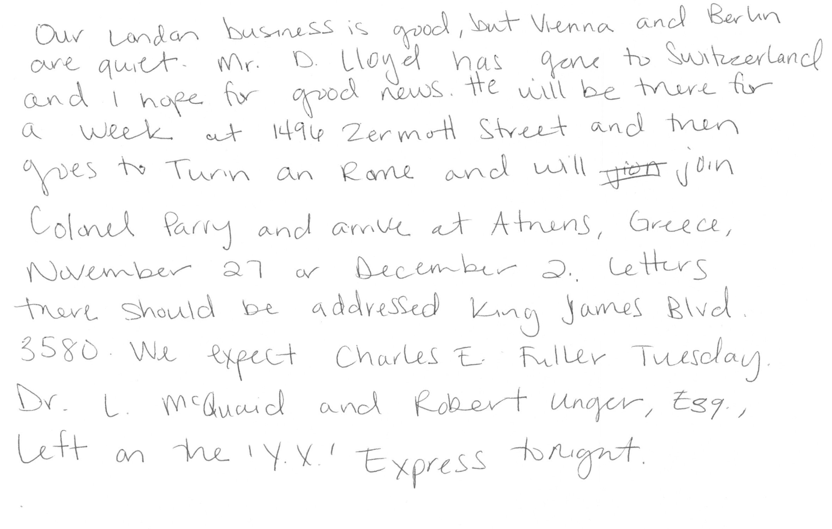 Our London business is good, but Vienna and Berlin
are quiet. Mr. D. Lloyd has gone to Switzerland
and I hope for good news. He will be there for
a week at 1496 Zermott Street and then
goes to Turin an Rome and will join
Colonel Parry and arrive at Athens, Greece,
November 27 or December 2. Letters
there should be addressed King James Blvd.
3580. We expect Charles E. Fuller Tuesday.
Dr. L. McQuaid and Robert Unger, Esq.,
left on the 'Y.X.' Express tonight.